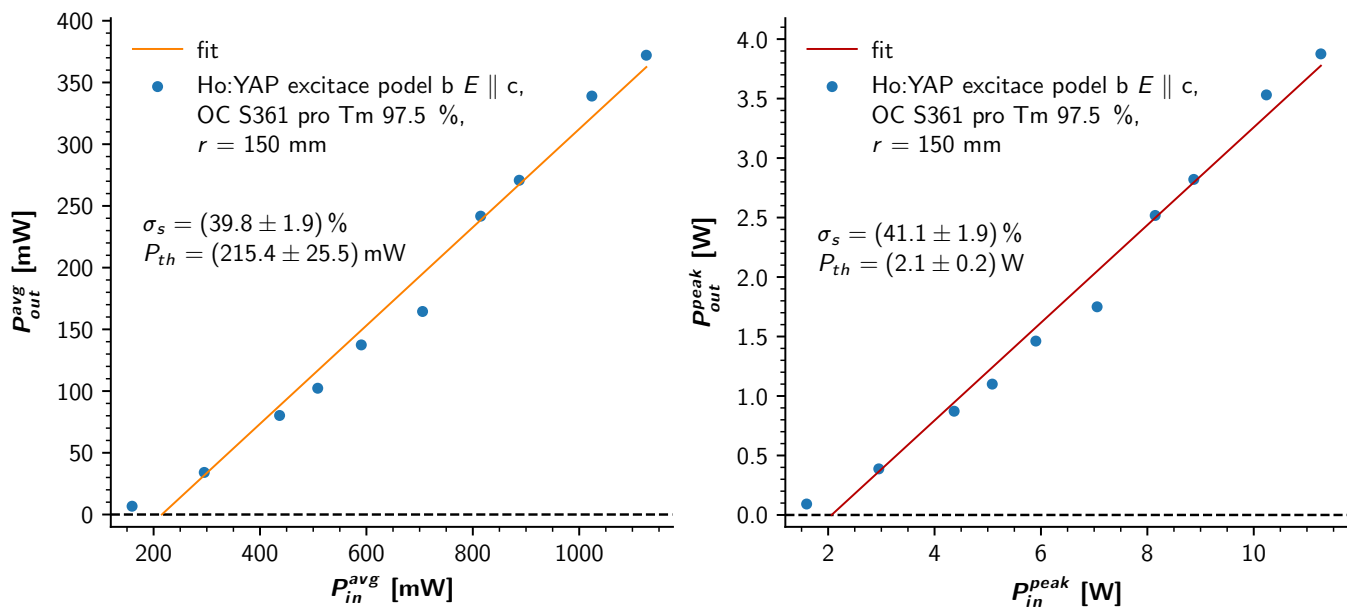 400
350
300
250
200
150
100
50
0
P_out^avg [mW]
fit
Ho:YAP excitace podel b E ∥ c,
OC S361 pro Tm 97.5 %,
r = 150 mm
σ_s = (39.8 ± 1.9) %
P_th = (215.4 ± 25.5) mW
200 400 600 800 1000
P_in^avg [mW]
4.0
3.5
3.0
2.5
2.0
1.5
1.0
0.5
0.0
P_out^peak [W]
fit
Ho:YAP excitace podel b E ∥ c,
OC S361 pro Tm 97.5 %,
r = 150 mm
σ_s = (41.1 ± 1.9) %
P_th = (2.1 ± 0.2) W
2 4 6 8 10
P_in^peak [W]